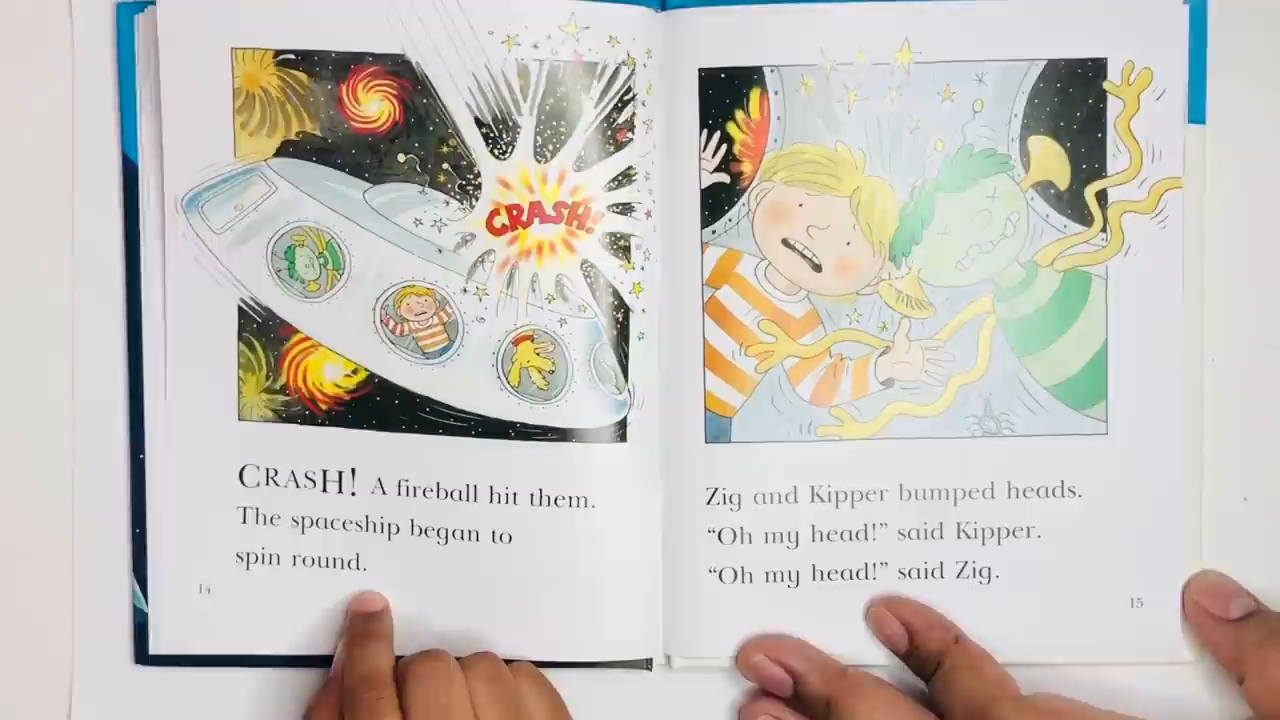 CRASH!
CRASH! A fireball hit them.
The spaceship began to
spin round.
14
Zig and Kipper bumped heads.
“Oh my head!” said Kipper.
“Oh my head!” said Zig.
15